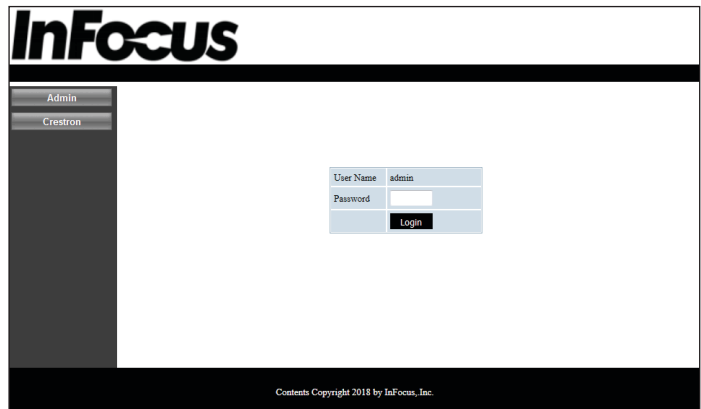 InFocus
Admin
Crestron
User Name admin
Password
Login
Contents Copyright 2018 by InFocus,.Inc.